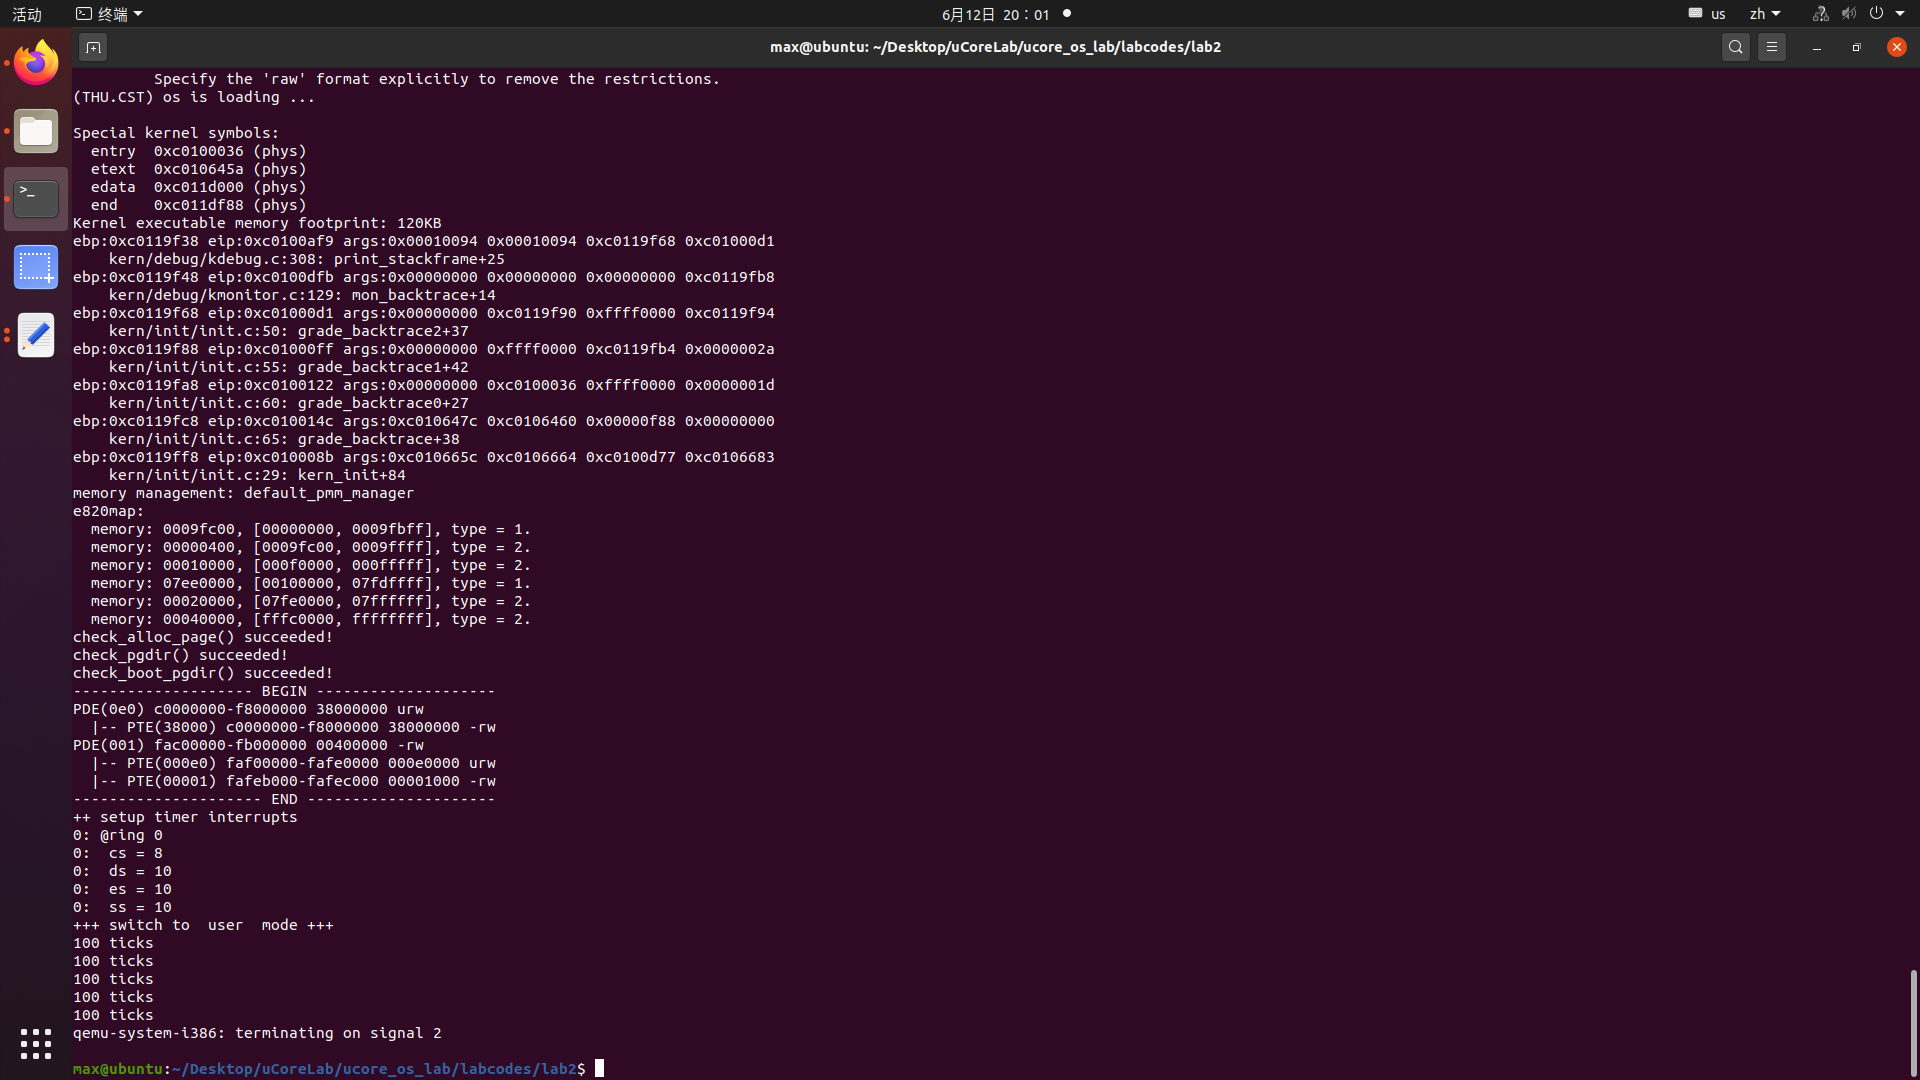 活动
终端
6月12日 20：01
us
zh
max@ubuntu: ~/Desktop/uCoreLab/ucore_os_lab/labcodes/lab2
Specify the 'raw' format explicitly to remove the restrictions.
(THU.CST) os is loading ...
Special kernel symbols:
  entry  0xc0100036 (phys)
  etext  0xc010645a (phys)
  edata  0xc011d000 (phys)
  end    0xc011df88 (phys)
Kernel executable memory footprint: 120KB
ebp:0xc0119f38 eip:0xc0100af9 args:0x00010094 0x00010094 0xc0119f68 0xc01000d1
    kern/debug/kdebug.c:308: print_stackframe+25
ebp:0xc0119f48 eip:0xc0100dfb args:0x00000000 0x00000000 0x00000000 0xc0119fb8
    kern/debug/kmonitor.c:129: mon_backtrace+14
ebp:0xc0119f68 eip:0xc01000d1 args:0x00000000 0xc0119f90 0xffff0000 0xc0119f94
    kern/init/init.c:50: grade_backtrace2+37
ebp:0xc0119f88 eip:0xc01000ff args:0x00000000 0xffff0000 0xc0119fb4 0x0000002a
    kern/init/init.c:55: grade_backtrace1+42
ebp:0xc0119fa8 eip:0xc0100122 args:0x00000000 0xc0100036 0xffff0000 0x0000001d
    kern/init/init.c:60: grade_backtrace0+27
ebp:0xc0119fc8 eip:0xc010014c args:0xc010647c 0xc0106460 0x00000f88 0x00000000
    kern/init/init.c:65: grade_backtrace+38
ebp:0xc0119ff8 eip:0xc010008b args:0xc010665c 0xc0106664 0xc0100d77 0xc0106683
    kern/init/init.c:29: kern_init+84
memory management: default_pmm_manager
e820map:
  memory: 0009fc00, [00000000, 0009fbff], type = 1.
  memory: 00000400, [0009fc00, 0009ffff], type = 2.
  memory: 00010000, [000f0000, 000fffff], type = 2.
  memory: 07ee0000, [00100000, 07fdffff], type = 1.
  memory: 00020000, [07fe0000, 07ffffff], type = 2.
  memory: 00040000, [fffc0000, ffffffff], type = 2.
check_alloc_page() succeeded!
check_pgdir() succeeded!
check_boot_pgdir() succeeded!
-------------------- BEGIN --------------------
PDE(0e0) c0000000-f8000000 38000000 urw
  |-- PTE(38000) c0000000-f8000000 38000000 -rw
PDE(001) fac00000-fb000000 00400000 -rw
  |-- PTE(000e0) faf00000-fafe0000 000e0000 urw
  |-- PTE(00001) fafeb000-fafec000 00001000 -rw
--------------------- END ---------------------
++ setup timer interrupts
0: @ring 0
0:  cs = 8
0:  ds = 10
0:  es = 10
0:  ss = 10
+++ switch to  user  mode +++
100 ticks
100 ticks
100 ticks
100 ticks
100 ticks
qemu-system-i386: terminating on signal 2
max@ubuntu:~/Desktop/uCoreLab/ucore_os_lab/labcodes/lab2$